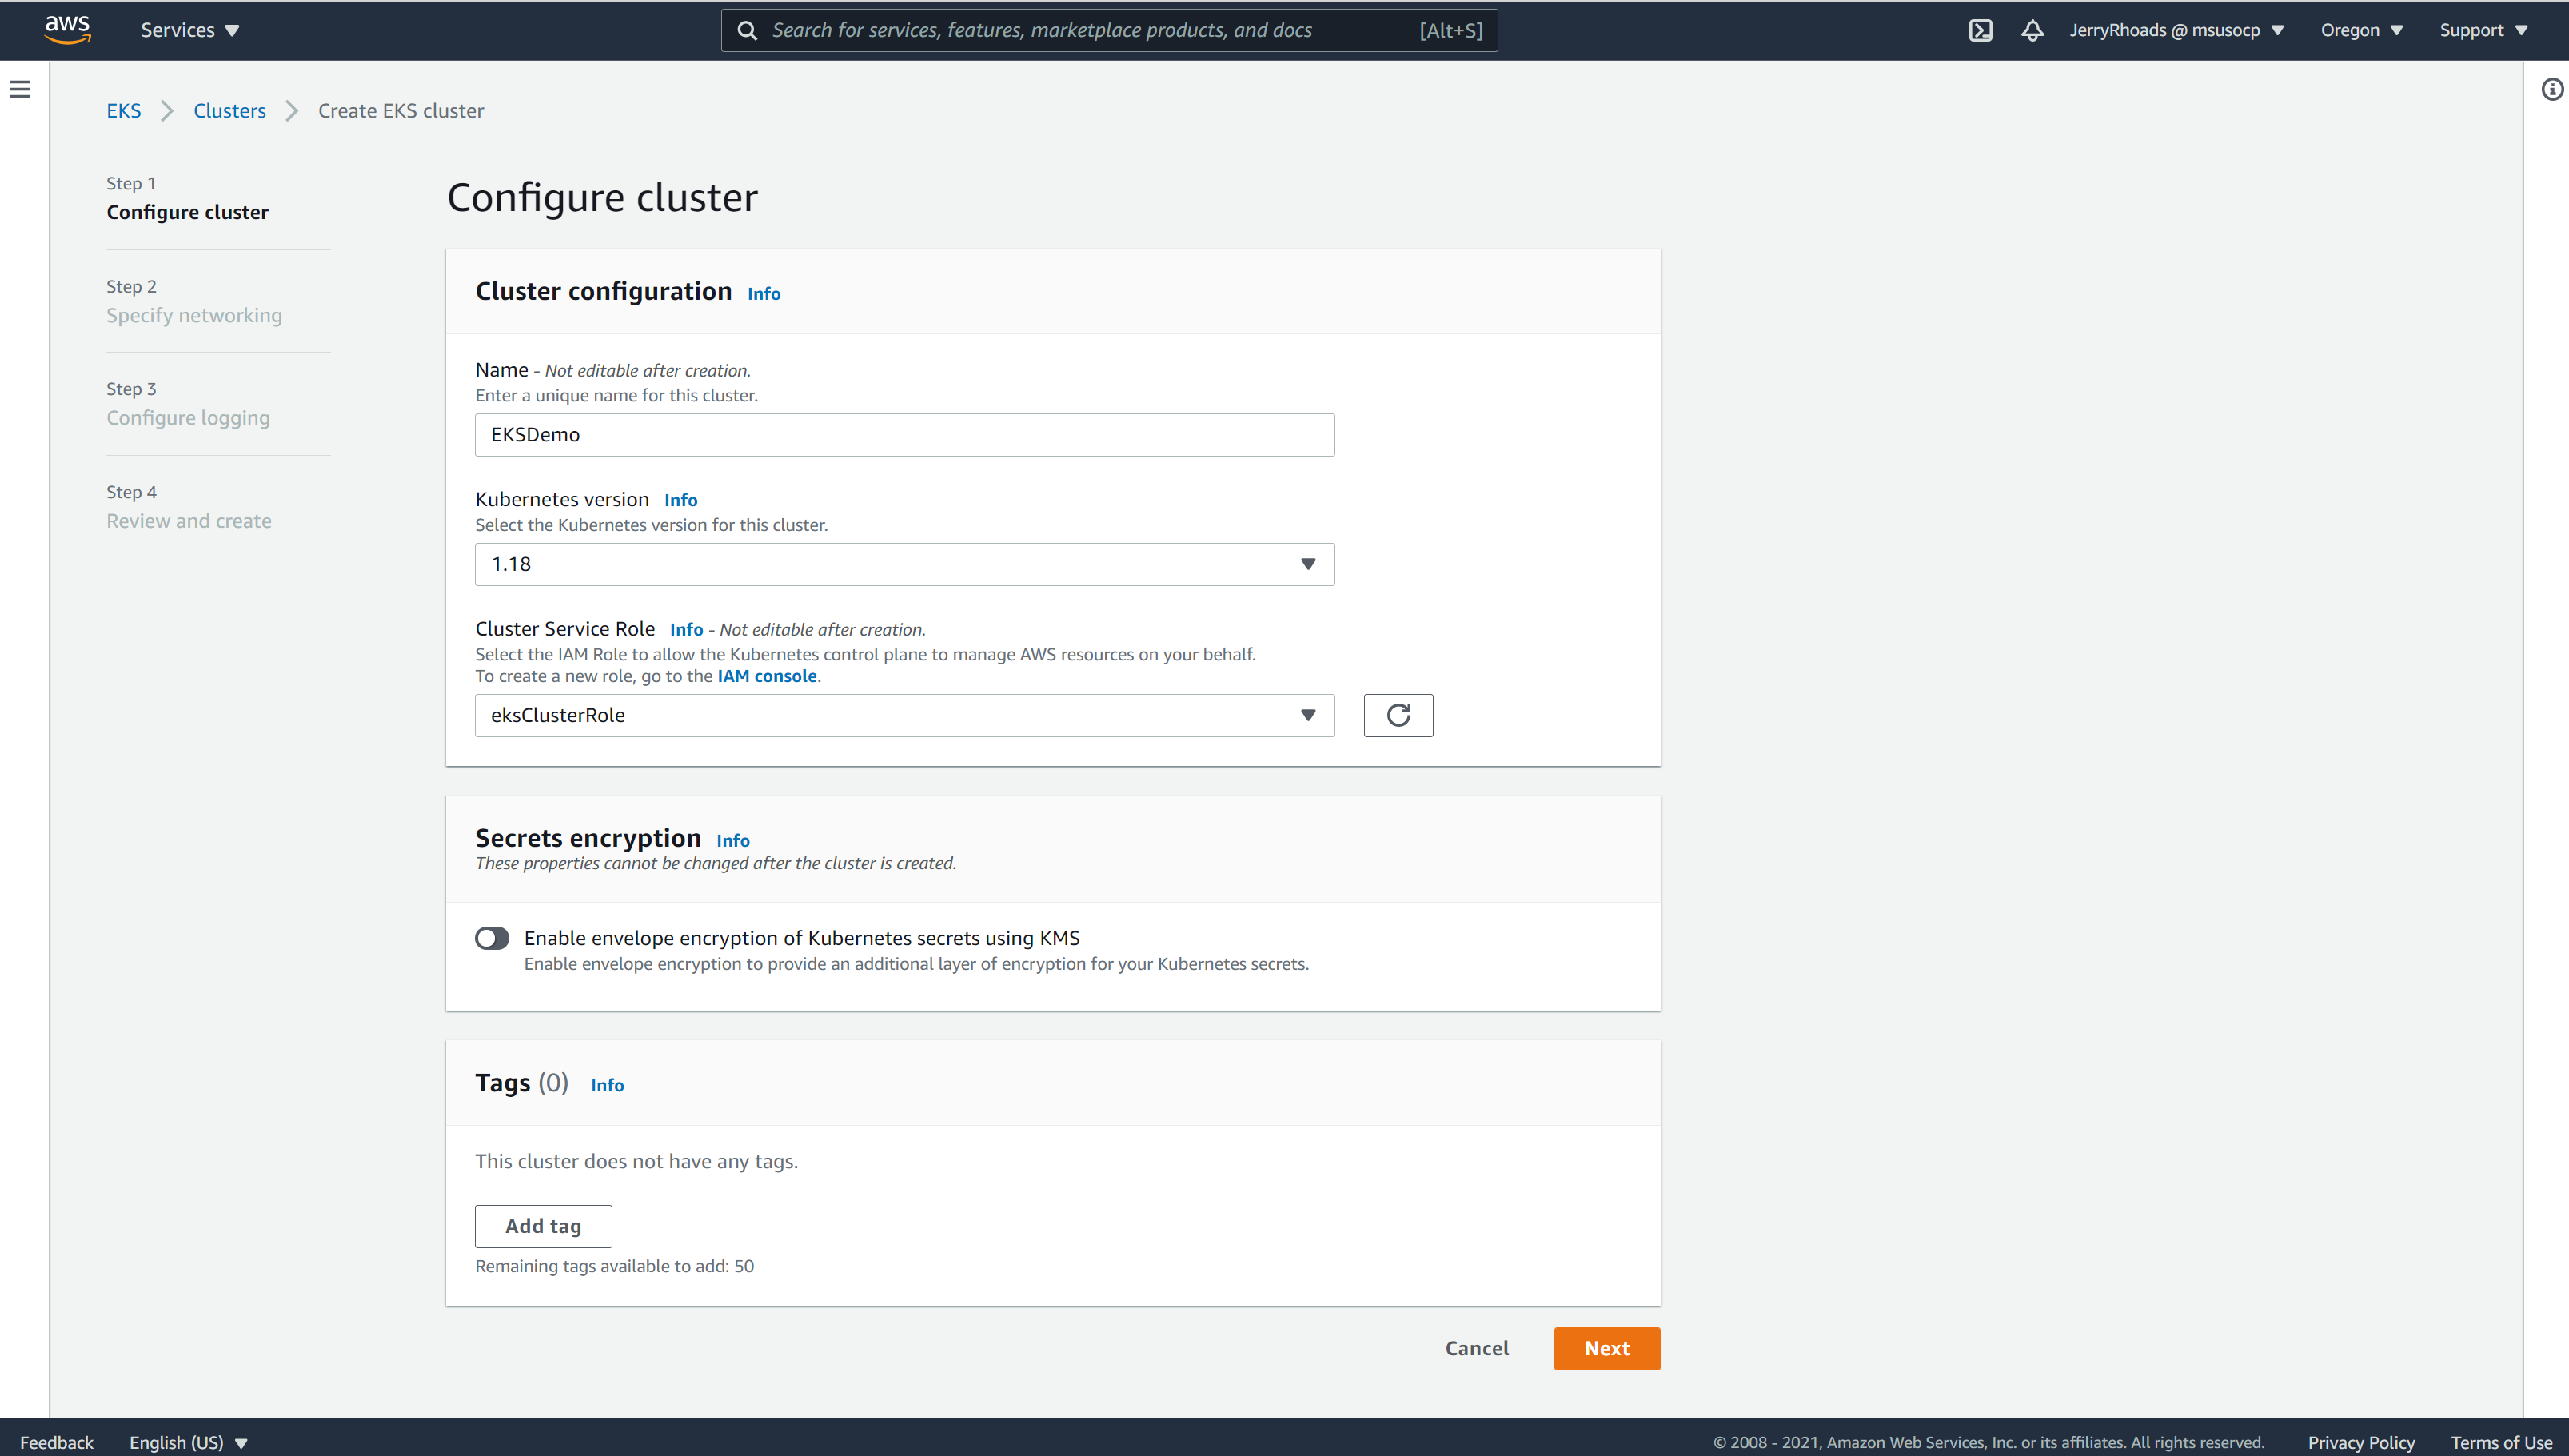 aws
Services
Search for services, features, marketplace products, and docs
[Alt+S]
JerryRhoads @ msusocp
Oregon
Support
EKS
Clusters
Create EKS cluster
Step 1
Configure cluster
Step 2
Specify networking
Step 3
Configure logging
Step 4
Review and create
Configure cluster
Cluster configuration Info
Name - Not editable after creation.
Enter a unique name for this cluster.
EKSDemo
Kubernetes version Info
Select the Kubernetes version for this cluster.
1.18
Cluster Service Role Info - Not editable after creation.
Select the IAM Role to allow the Kubernetes control plane to manage AWS resources on your behalf.
To create a new role, go to the IAM console.
eksClusterRole
Secrets encryption Info
These properties cannot be changed after the cluster is created.
Enable envelope encryption of Kubernetes secrets using KMS
Enable envelope encryption to provide an additional layer of encryption for your Kubernetes secrets.
Tags (0) Info
This cluster does not have any tags.
Add tag
Remaining tags available to add: 50
Cancel
Next
Feedback
English (US)
© 2008 - 2021, Amazon Web Services, Inc. or its affiliates. All rights reserved.
Privacy Policy
Terms of Use